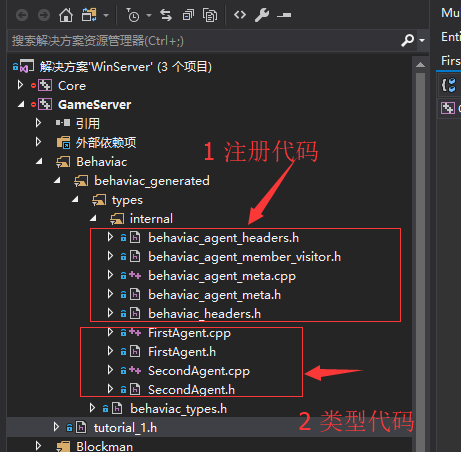 Mu
Enti
Firs
搜索解决方案资源管理器(Ctrl+;)
解决方案'WinServer' (3 个项目)
Core
GameServer
引用
外部依赖项
Behaviac
behaviac_generated
types
internal
behaviac_agent_headers.h
behaviac_agent_member_visitor.h
behaviac_agent_meta.cpp
behaviac_agent_meta.h
behaviac_headers.h
FirstAgent.cpp
FirstAgent.h
SecondAgent.cpp
SecondAgent.h
behaviac_types.h
tutorial_1.h
Blockman
1 注册代码
2 类型代码